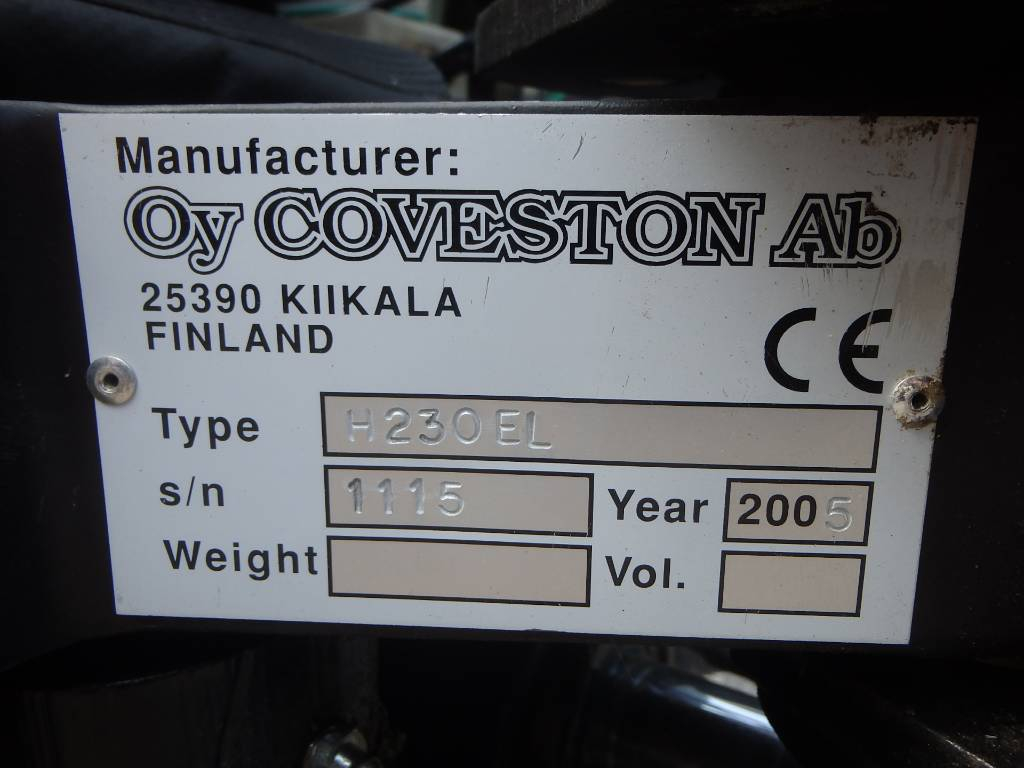 Manufacturer:
Oy COVESTON Ab
25390 KIIKALA
FINLAND
CE
Type H230EL
s/n 1115 Year 2005
Weight Vol.